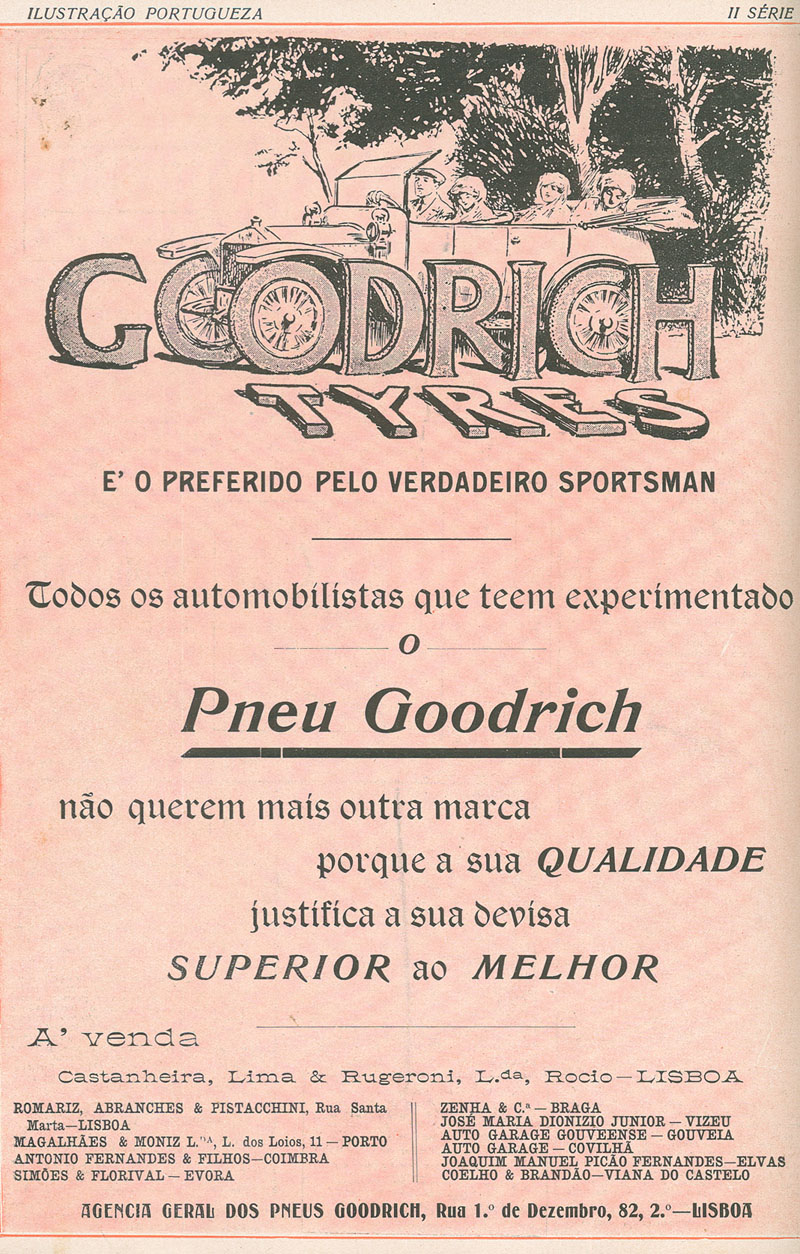 ILUSTRAÇÃO PORTUGUEZA
II SÉRIE
GOODRICH
TYRES
E' O PREFERIDO PELO VERDADEIRO SPORTSMAN
Todos os automobilistas que teem experimentado
O
Pneu Goodrich
não querem mais outra marca
porque a sua QUALIDADE
justifica a sua devisa
SUPERIOR ao MELHOR
A' venda
Castanheira, Lima & Rugeroni, L.da, Rocio—LISBOA
ROMARIZ, ABRANCHES & PISTACCHINI, Rua Santa
Marta—LISBOA
MAGALHÃES & MONIZ L.DA, L. dos Loios, 11 — PORTO
ANTONIO FERNANDES & FILHOS—COIMBRA
SIMÕES & FLORIVAL — EVORA
ZENHA & C.ª — BRAGA
JOSÉ MARIA DIONIZIO JUNIOR — VIZEU
AUTO GARAGE GOUVEENSE — GOUVEIA
AUTO GARAGE — COVILHÃ
JOAQUIM MANUEL PICÃO FERNANDES—ELVAS
COELHO & BRANDÃO—VIANA DO CASTELO
AGENCIA GERAL DOS PNEUS GOODRICH, Rua 1.º de Dezembro, 82, 2.º—LISBOA